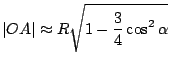 |OA| ≈ R√(1 − 3/4 cos² α)